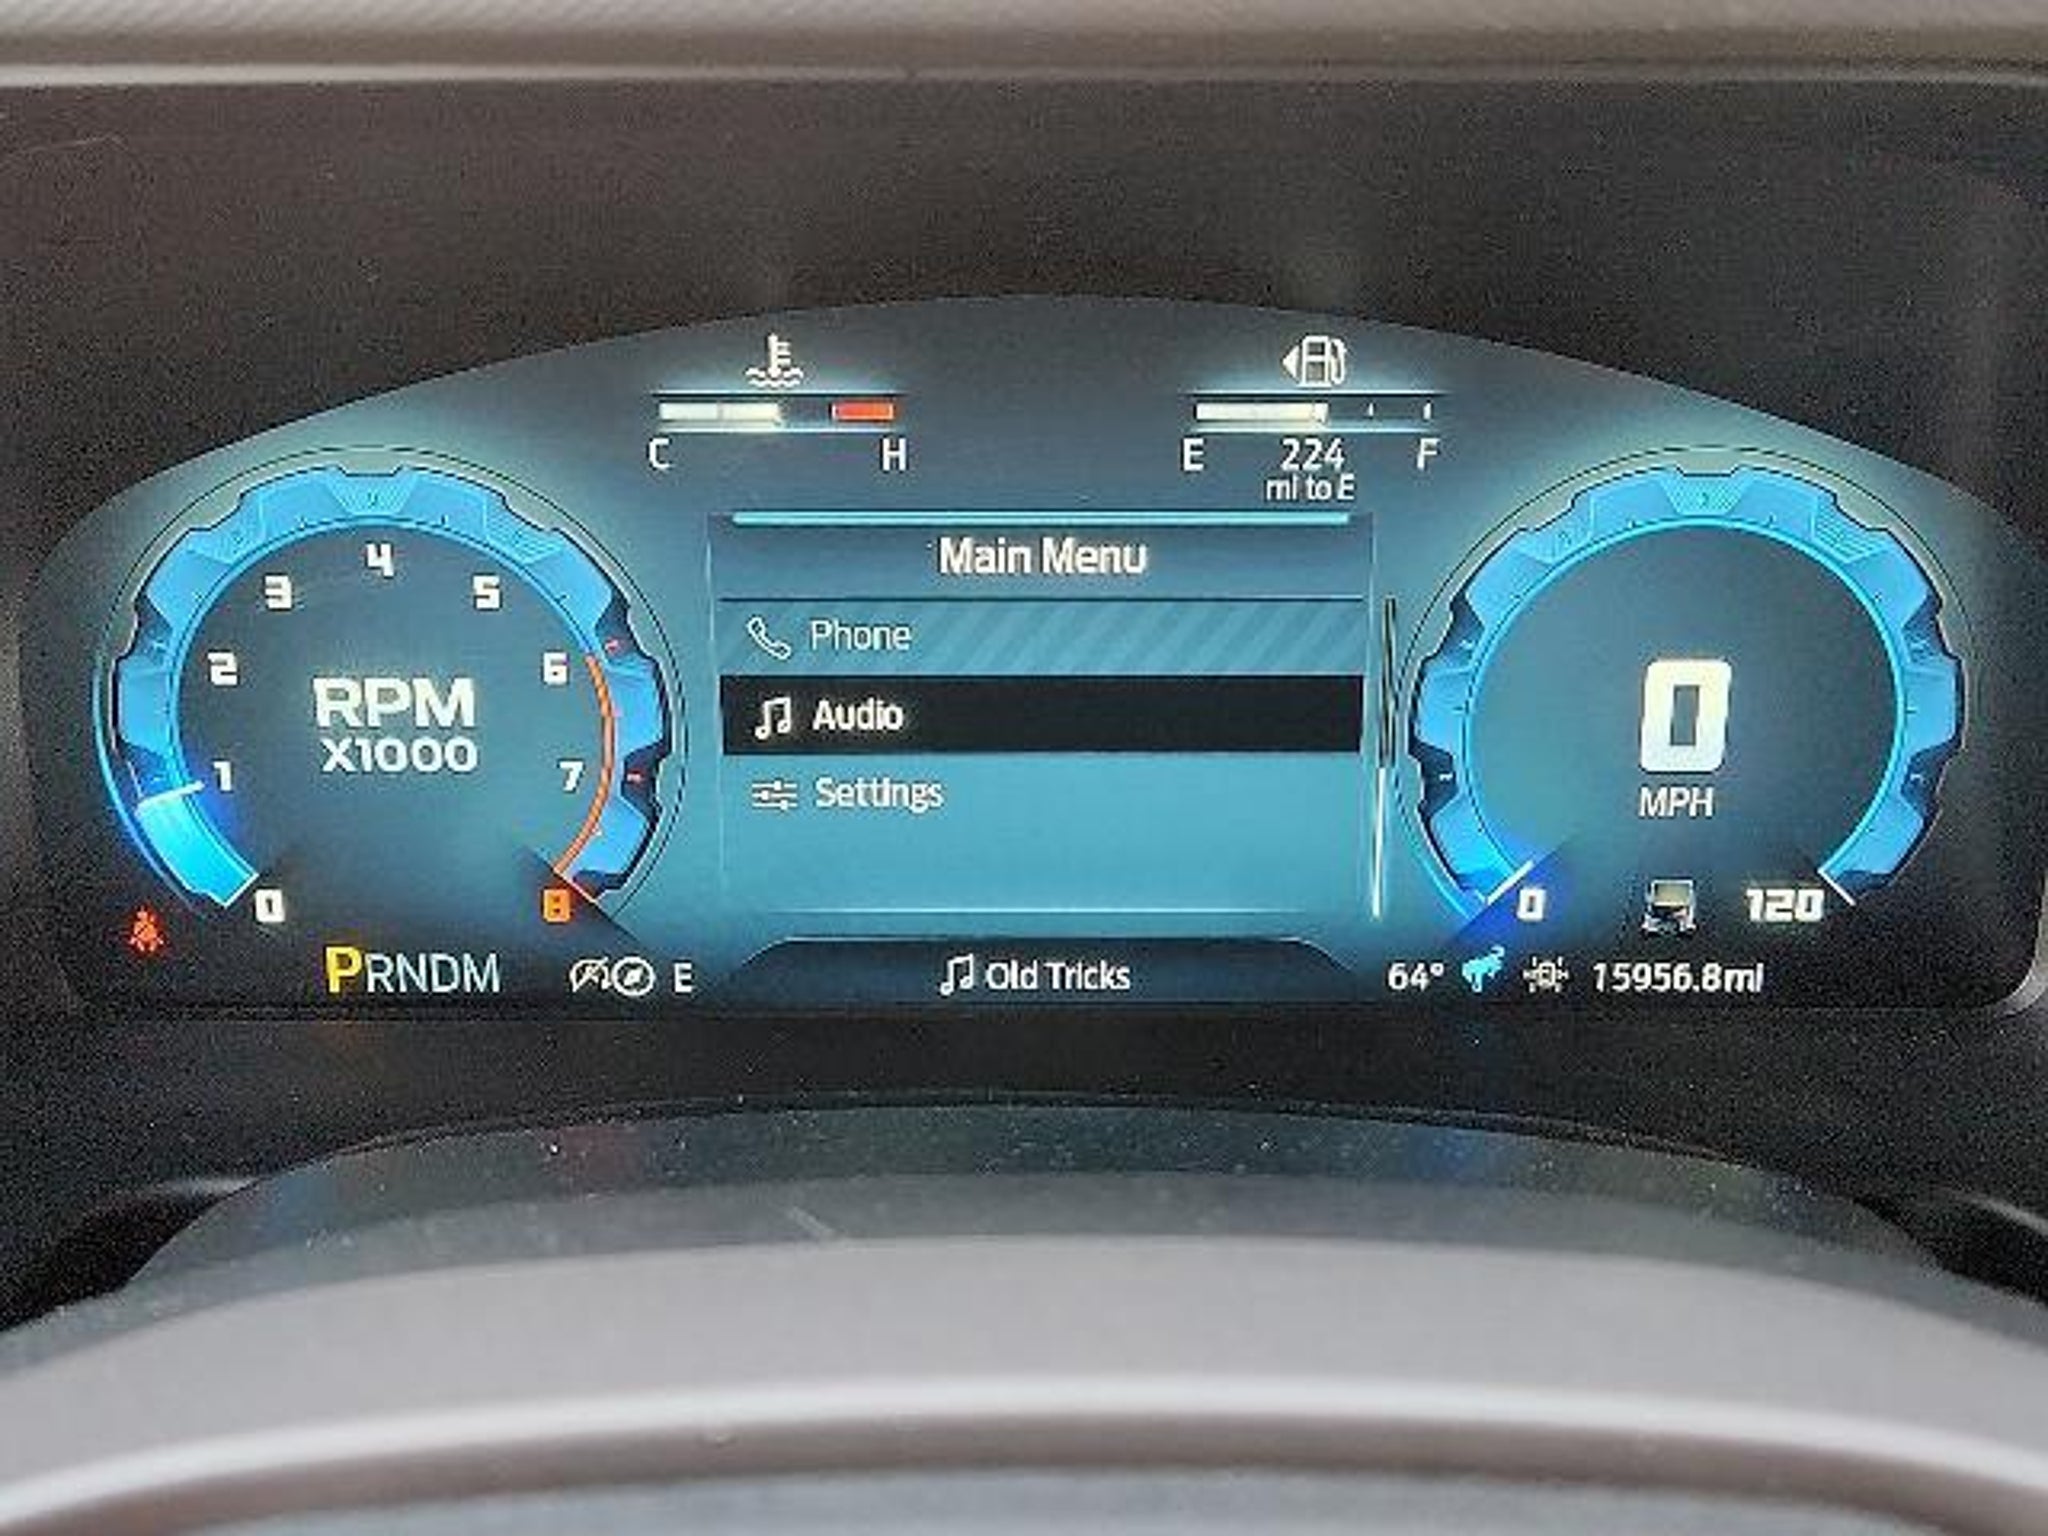 C H
E 224 F
mi to E
Main Menu
Phone
Audio
Settings
0
1
2
3
4
5
6
7
8
RPM
X1000
0
MPH
0 120
PRNDM
E
Old Tricks
64°
15956.8mi